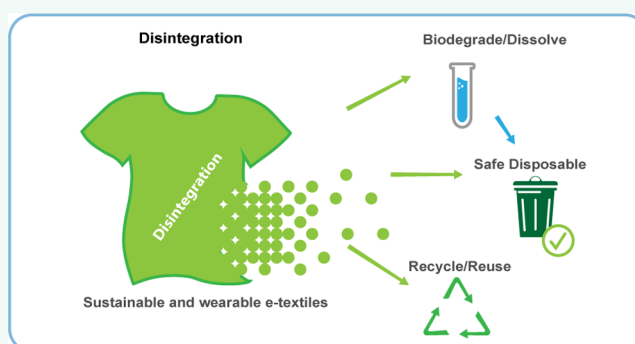 Disintegration
Biodegrade/Dissolve
Disintegration
Safe Disposable
Recycle/Reuse
Sustainable and wearable e-textiles